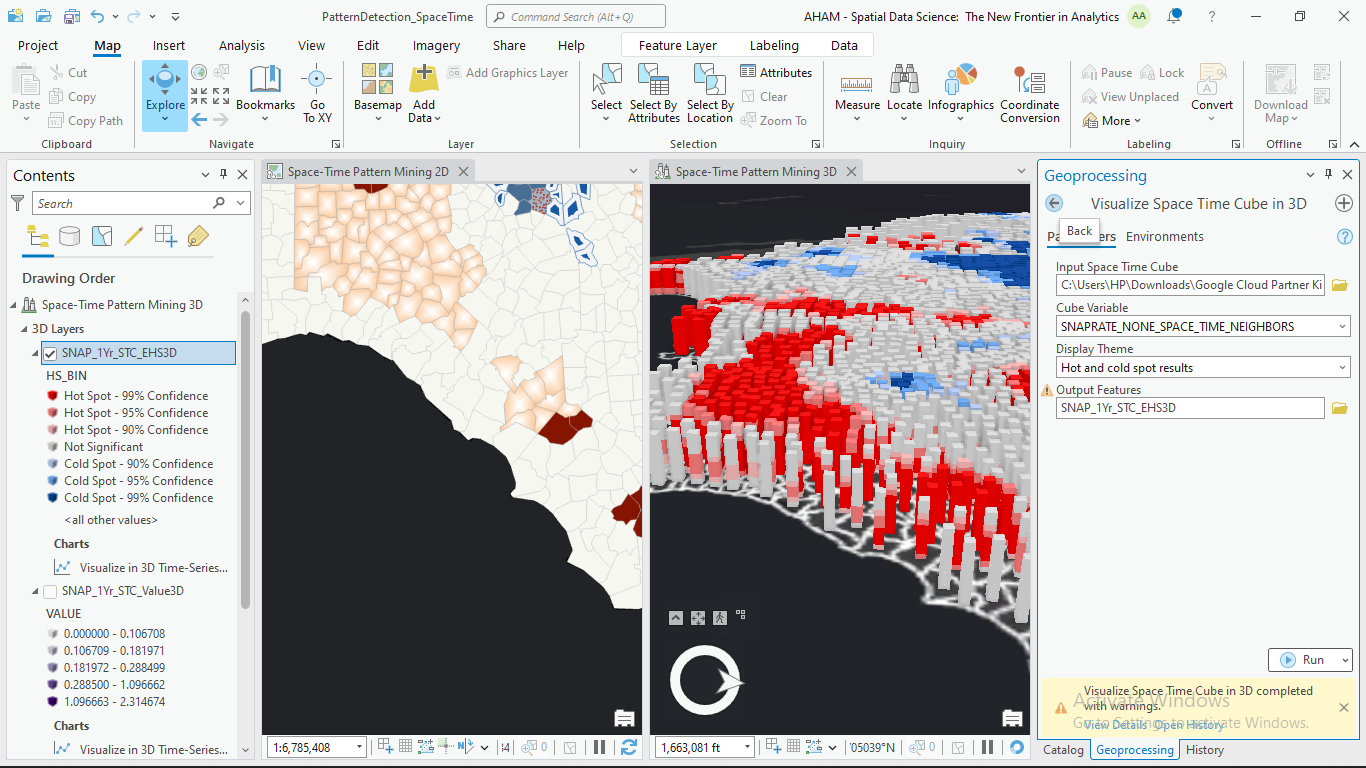 PatternDetection_SpaceTime
Command Search (Alt+Q)
AHAM - Spatial Data Science: The New Frontier in Analytics
AA
?
Project
Map
Insert
Analysis
View
Edit
Imagery
Share
Help
Feature Layer
Labeling
Data
Paste
Cut
Copy
Copy Path
Clipboard
Explore
Bookmarks
Go
To XY
Navigate
Basemap
Add
Data
Add Graphics Layer
Layer
Select
Select By
Attributes
Select By
Location
Attributes
Clear
Zoom To
Selection
Measure
Locate
Infographics
Coordinate
Conversion
Inquiry
Pause
Lock
View Unplaced
More
Convert
Labeling
Download
Map
Offline
Contents
Search
Drawing Order
Space-Time Pattern Mining 3D
3D Layers
SNAP_1Yr_STC_EHS3D
HS_BIN
Hot Spot - 99% Confidence
Hot Spot - 95% Confidence
Hot Spot - 90% Confidence
Not Significant
Cold Spot - 90% Confidence
Cold Spot - 95% Confidence
Cold Spot - 99% Confidence
<all other values>
Charts
Visualize in 3D Time-Series...
SNAP_1Yr_STC_Value3D
VALUE
0.000000 - 0.106708
0.106709 - 0.181971
0.181972 - 0.288499
0.288500 - 1.096662
1.096663 - 2.314674
Charts
Visualize in 3D Time-Series...
Space-Time Pattern Mining 2D
1:6,785,408
0
Space-Time Pattern Mining 3D
1,663,081 ft
'05039°N
0
Geoprocessing
Visualize Space Time Cube in 3D
Back
Environments
?
Input Space Time Cube
C:\Users\HP\Downloads\Google Cloud Partner Ki
Cube Variable
SNAPRATE_NONE_SPACE_TIME_NEIGHBORS
Display Theme
Hot and cold spot results
Output Features
SNAP_1Yr_STC_EHS3D
Run
Visualize Space Time Cube in 3D completed
with warnings.
Activate Windows
View Details Open History
Go to Settings to activate Windows.
Catalog
Geoprocessing
History